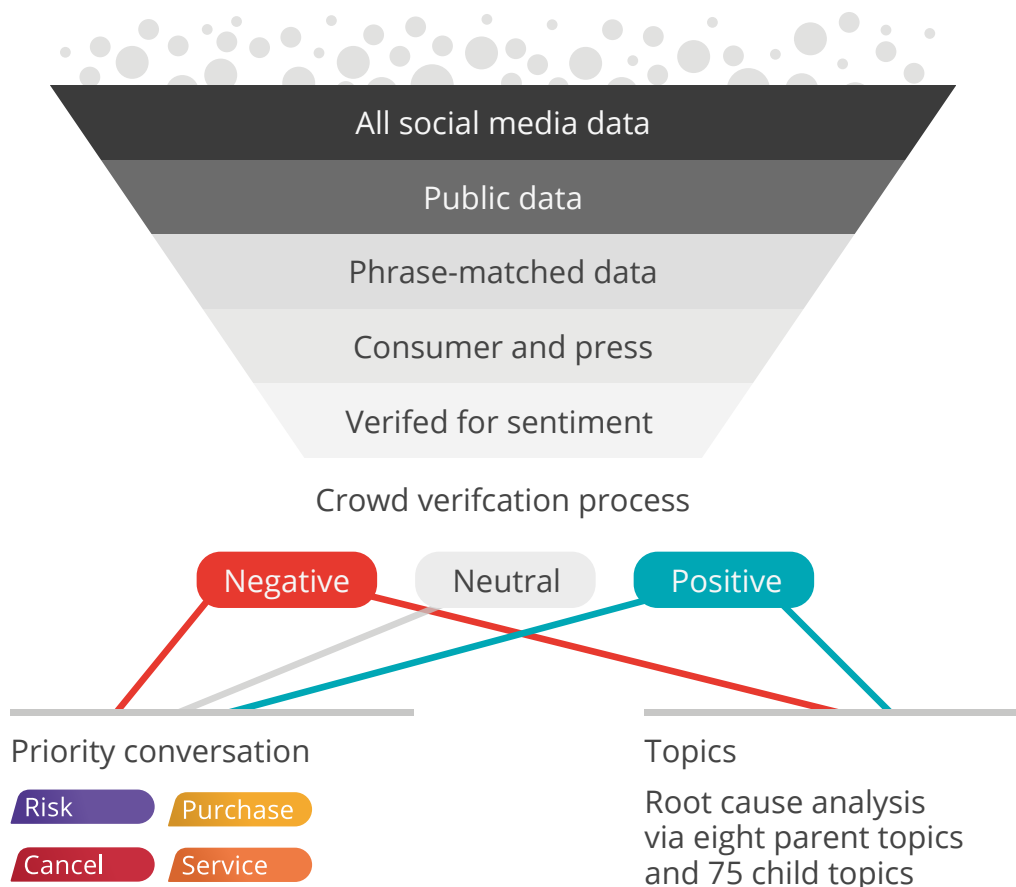 All social media data
Public data
Phrase-matched data
Consumer and press
Verifed for sentiment
Crowd verifcation process
Negative
Neutral
Positive
Priority conversation
Risk
Purchase
Cancel
Service
Topics
Root cause analysis
via eight parent topics
and 75 child topics